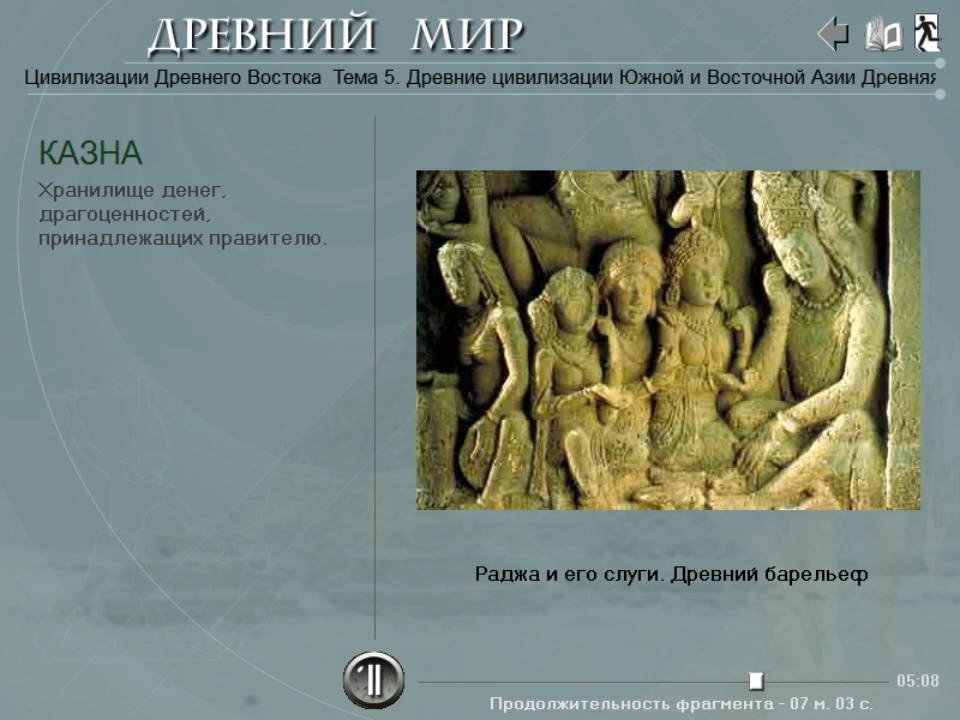 ДРЕВНИЙ МИР
Цивилизации Древнего Востока Тема 5. Древние цивилизации Южной и Восточной Азии Древняя
КАЗНА
Хранилище денег,
драгоценностей,
принадлежащих правителю.
Раджа и его слуги. Древний барельеф
05:08
Продолжительность фрагмента - 07 м. 03 с.